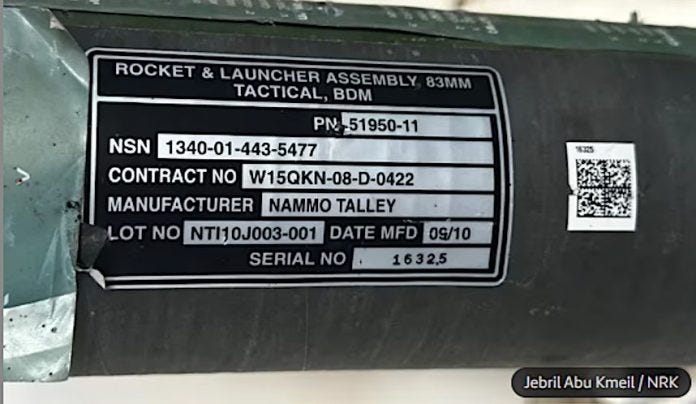 ROCKET & LAUNCHER ASSEMBLY, 83MM
TACTICAL, BDM
PN 51950-11
NSN 1340-01-443-5477
CONTRACT NO W15QKN-08-D-0422
MANUFACTURER NAMMO TALLEY
LOT NO NTI10J003-001 DATE MFD 09/10
SERIAL NO 16325
16325
Jebril Abu Kmeil / NRK